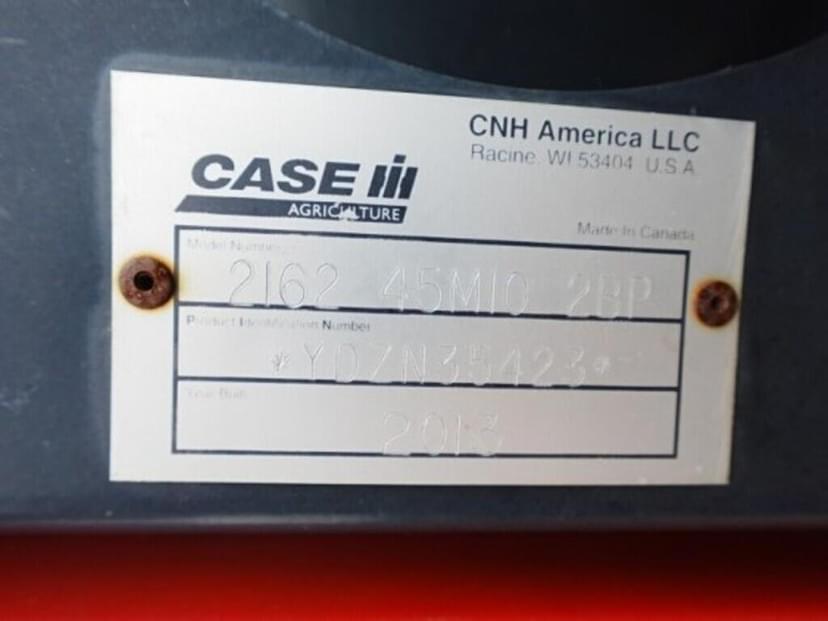 CNH America LLC
Racine, WI 53404 U.S.A.
CASE IH
AGRICULTURE
Made In Canada
Model Number
2162 45M10 2BP
Product Identification Number
*YDZN35423*
Year Built
2013